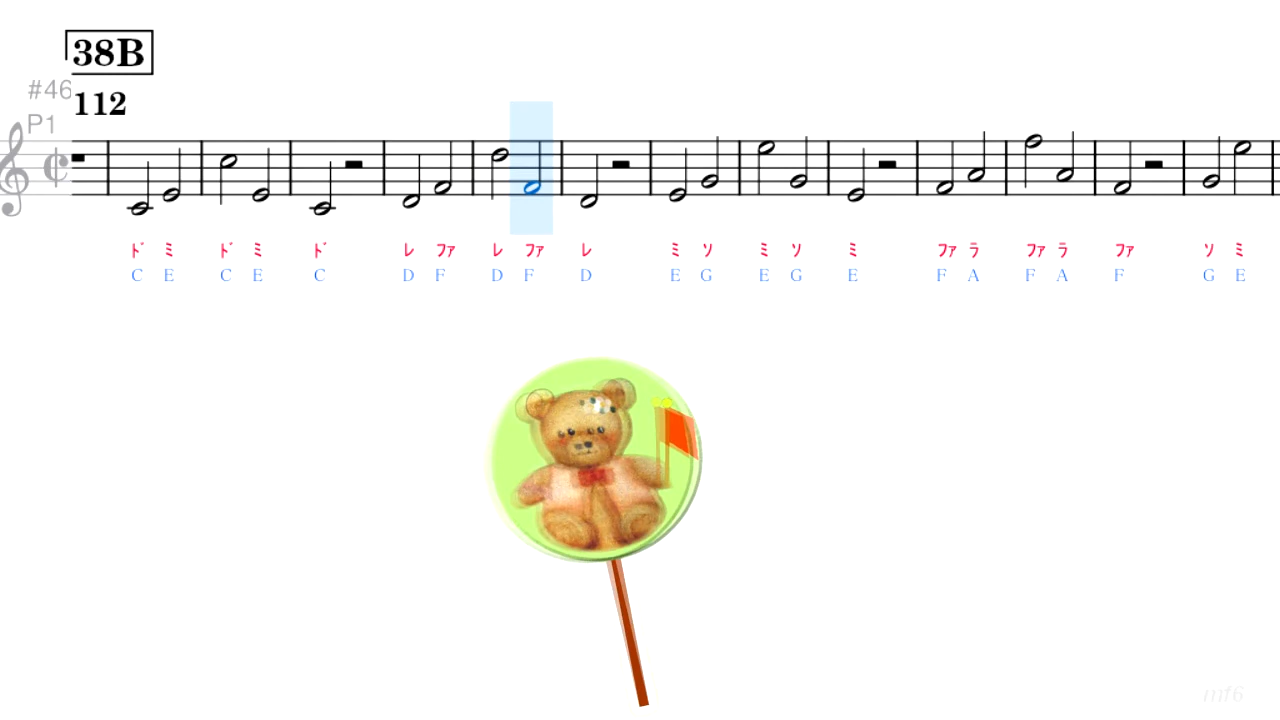 38B
#46
112
P1
ド ミ ド ミ ド レ ファ レ ファ レ ミ ソ ミ ソ ミ ファ ラ ファ ラ ファ ソ ミ
C E C E C D F D F D E G E G E F A F A F G E
mf6